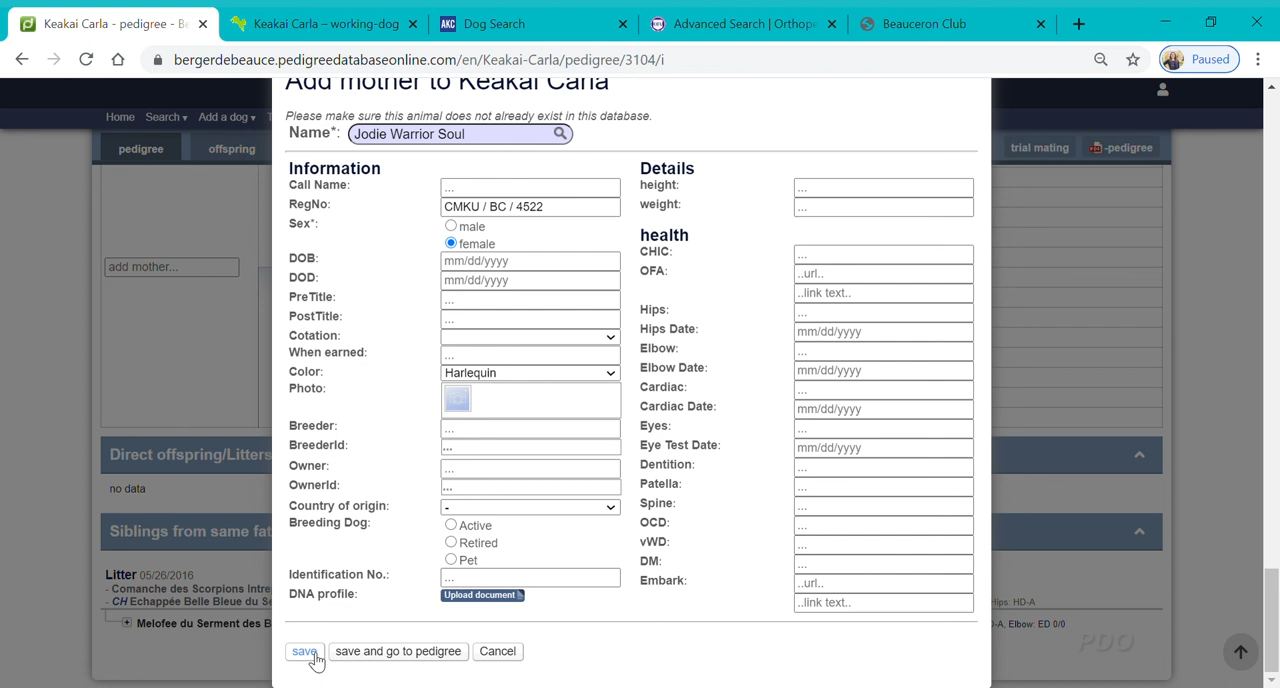 Keakai Carla - pedigree - Be
Keakai Carla – working-dog
AKC Dog Search
Advanced Search | Orthope
Beauceron Club
bergerdebeauce.pedigreedatabaseonline.com/en/Keakai-Carla/pedigree/3104/i
Paused
Add mother to Keakai Carla
Please make sure this animal does not already exist in this database.
Home Search Add a dog
Name*: Jodie Warrior Soul
pedigree offspring trial mating -pedigree
Information
Details
Call Name: ...
height: ...
RegNo: CMKU / BC / 4522
weight: ...
Sex*: male
female
health
DOB: mm/dd/yyyy
CHIC: ...
add mother...
DOD: mm/dd/yyyy
OFA: ..url..
PreTitle: ...
..link text..
PostTitle: ...
Hips: ...
Cotation:
Hips Date: mm/dd/yyyy
When earned: ...
Elbow: ...
Color: Harlequin
Elbow Date: mm/dd/yyyy
Photo:
Cardiac: ...
Cardiac Date: mm/dd/yyyy
Breeder: ...
Eyes: ...
BreederId: ...
Eye Test Date: mm/dd/yyyy
Direct offspring/Litters
Owner: ...
Dentition: ...
OwnerId: ...
Patella: ...
no data
Country of origin: -
Spine: ...
Breeding Dog: Active
OCD: ...
Siblings from same fat
Retired
vWD: ...
Pet
DM: ...
Litter 05/26/2016
Identification No.: ...
Embark: ..url..
- Comanche des Scorpions Intre
DNA profile: Upload document
..link text..
- CH Echappée Belle Bleue du Se
Hips: HD-A
Melofee du Serment des B
D-A, Elbow: ED 0/0
PDO
save save and go to pedigree Cancel